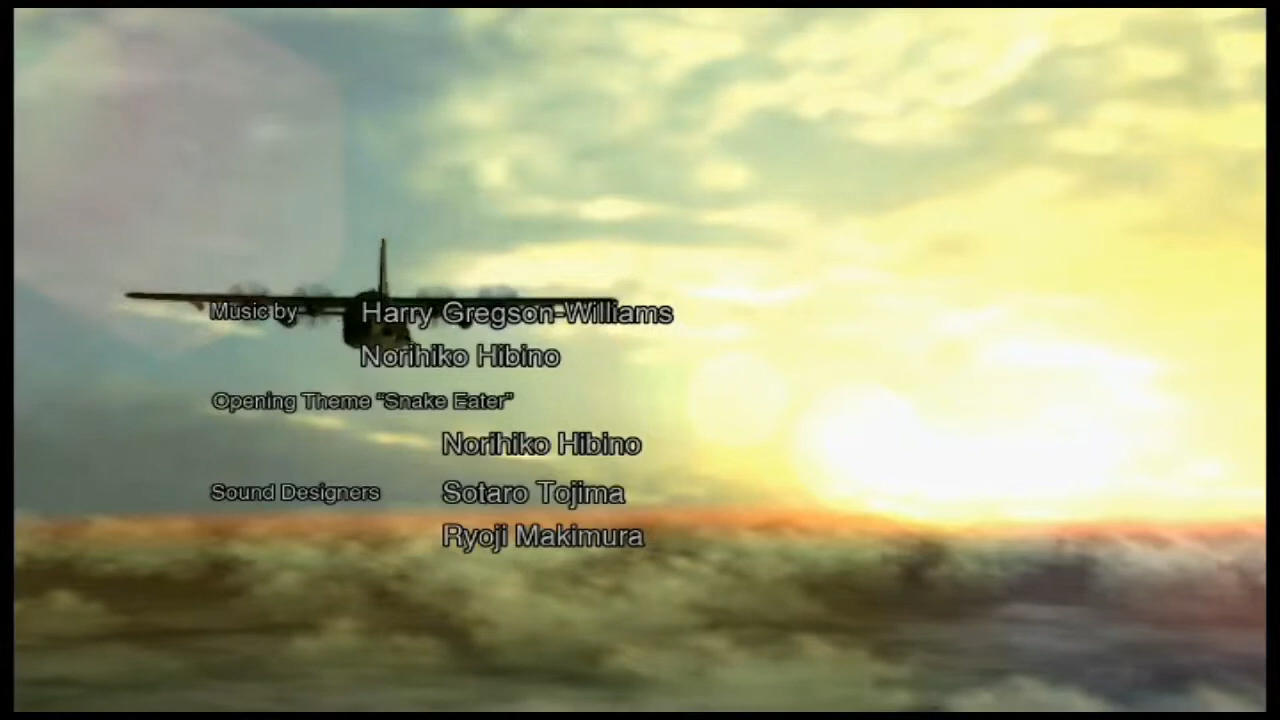 Music by Harry Gregson-Williams
Norihiko Hibino
Opening Theme “Snake Eater”
Norihiko Hibino
Sound Designers Sotaro Tojima
Ryoji Makimura